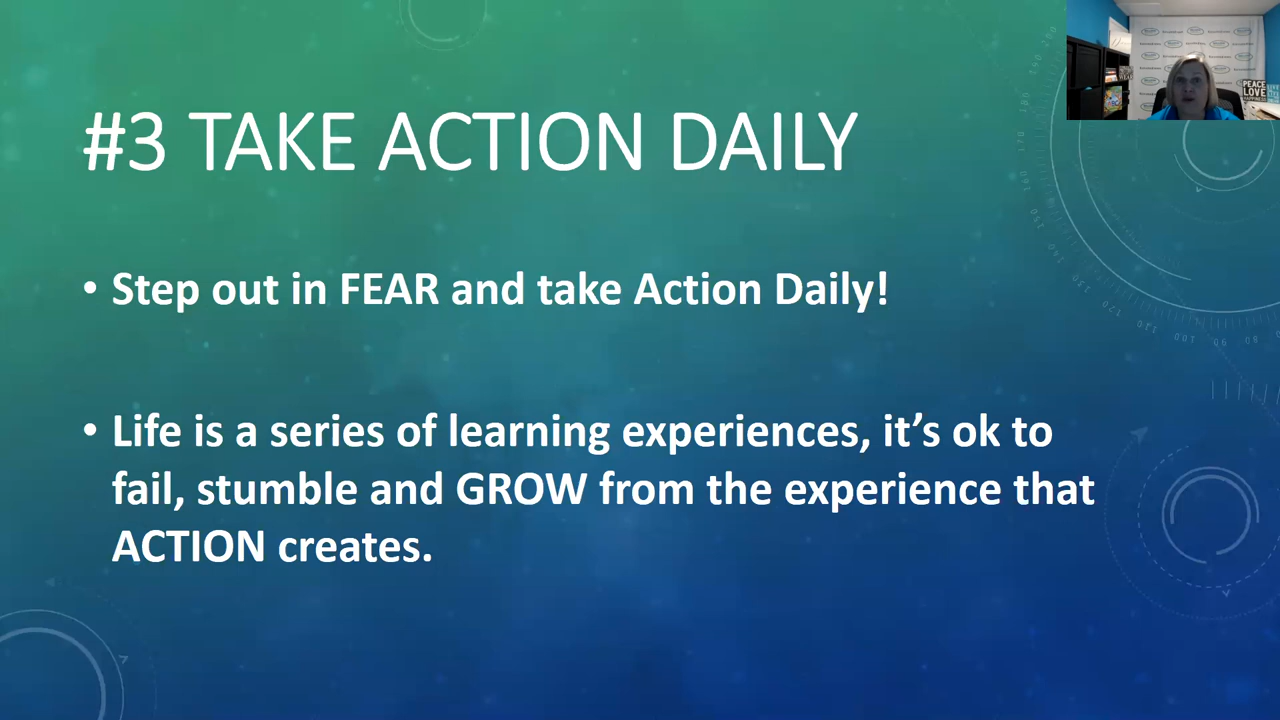 #3 TAKE ACTION DAILY
• Step out in FEAR and take Action Daily!
• Life is a series of learning experiences, it’s ok to
fail, stumble and GROW from the experience that
ACTION creates.
PEACE
LOVE